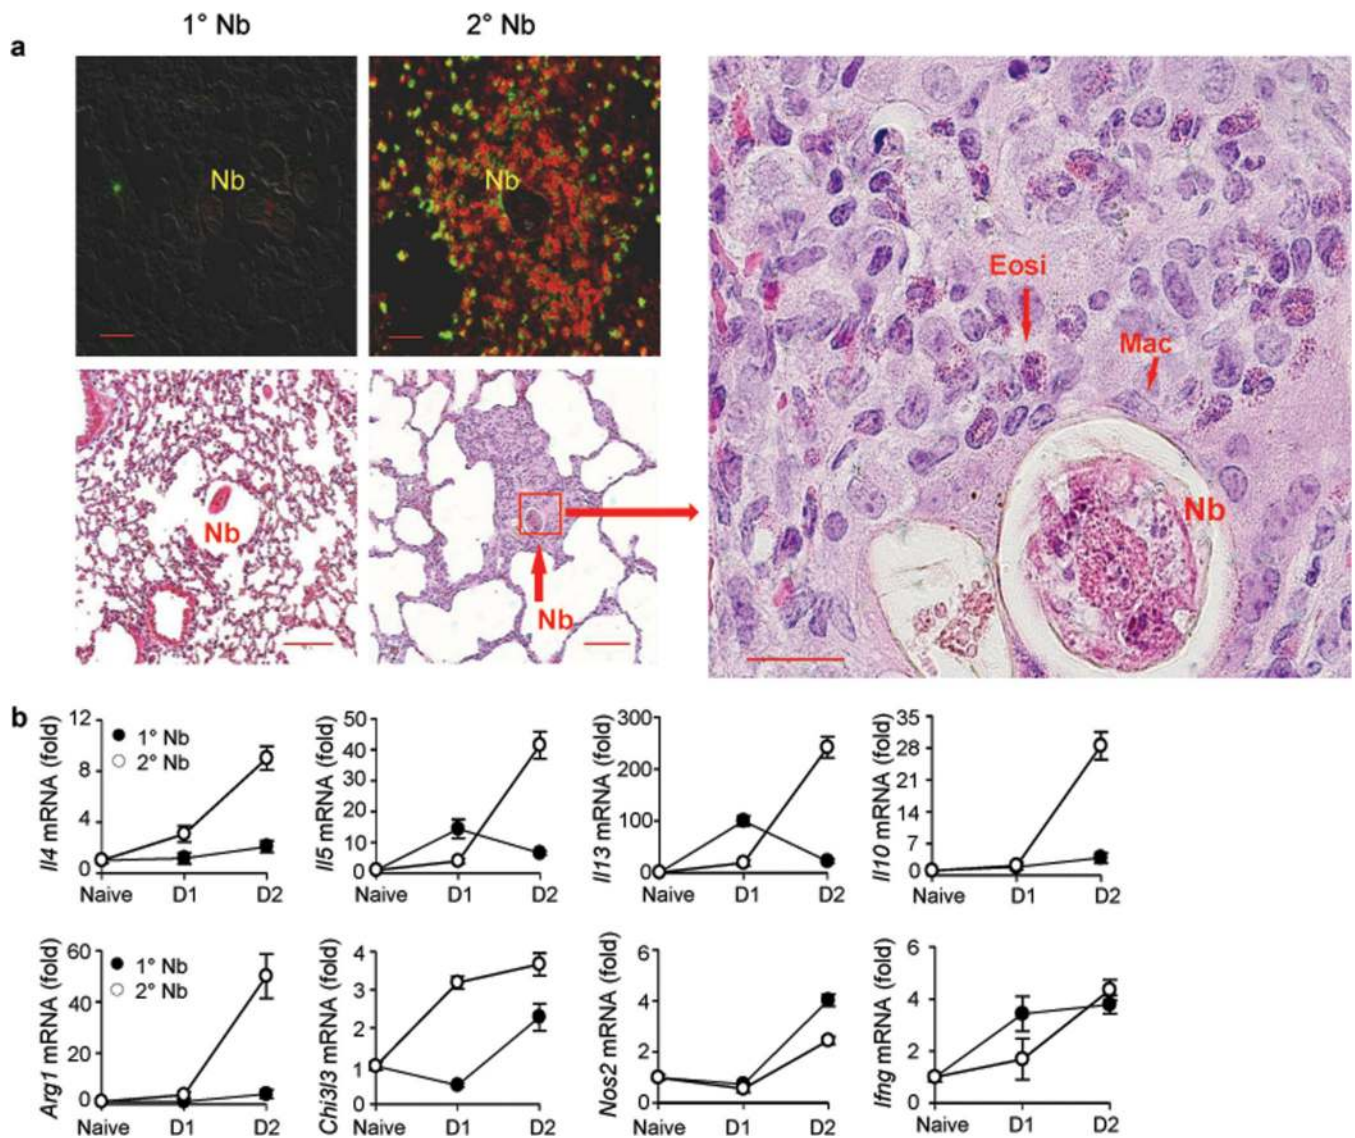 1° Nb 2° Nb
a
Nb Nb
Eosi
Mac
Nb
Nb
Nb
b
Il4 mRNA (fold)
12
8
4
0
1° Nb
2° Nb
Naive D1 D2
Il5 mRNA (fold)
50
40
30
20
10
0
Naive D1 D2
Il13 mRNA (fold)
300
200
100
0
Naive D1 D2
Il10 mRNA (fold)
35
28
21
14
7
0
Naive D1 D2
Arg1 mRNA (fold)
60
40
20
0
1° Nb
2° Nb
Naive D1 D2
Chi3l3 mRNA (fold)
4
3
2
1
0
Naive D1 D2
Nos2 mRNA (fold)
6
4
2
0
Naive D1 D2
Ifng mRNA (fold)
6
4
2
0
Naive D1 D2